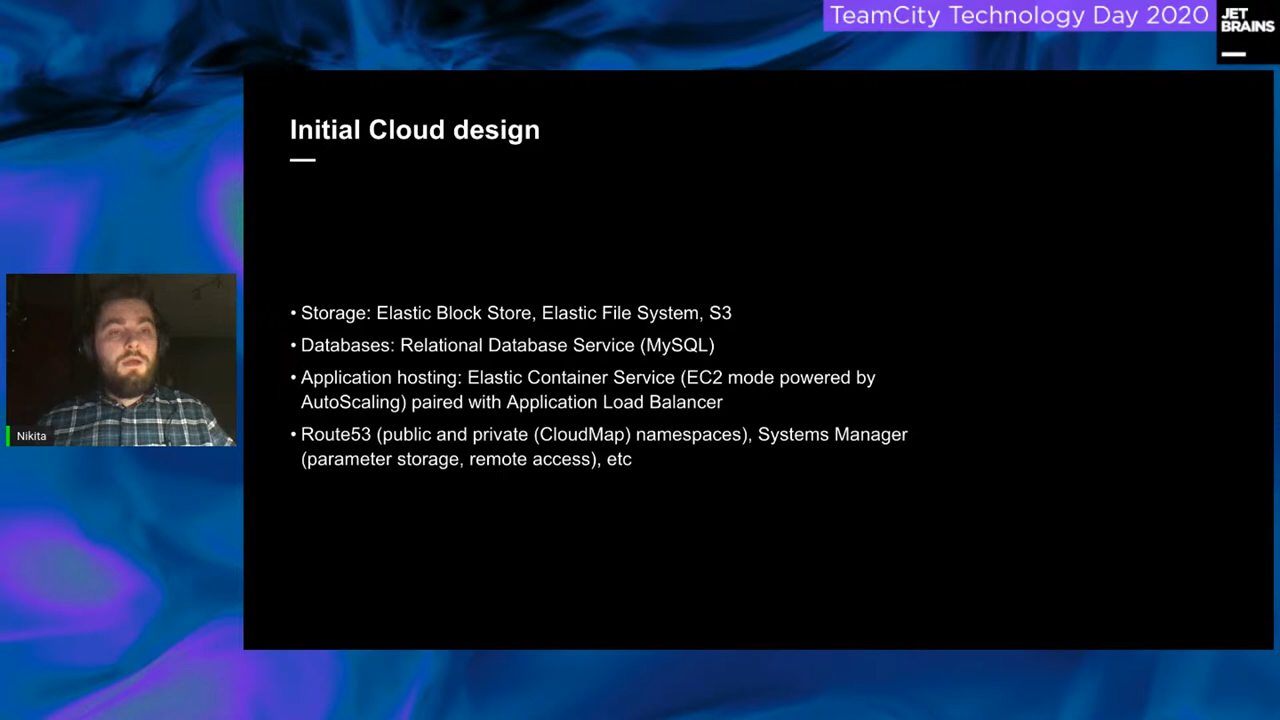 TeamCity Technology Day 2020
JET
BRAINS
Initial Cloud design
• Storage: Elastic Block Store, Elastic File System, S3
• Databases: Relational Database Service (MySQL)
• Application hosting: Elastic Container Service (EC2 mode powered by
AutoScaling) paired with Application Load Balancer
• Route53 (public and private (CloudMap) namespaces), Systems Manager
(parameter storage, remote access), etc
Nikita